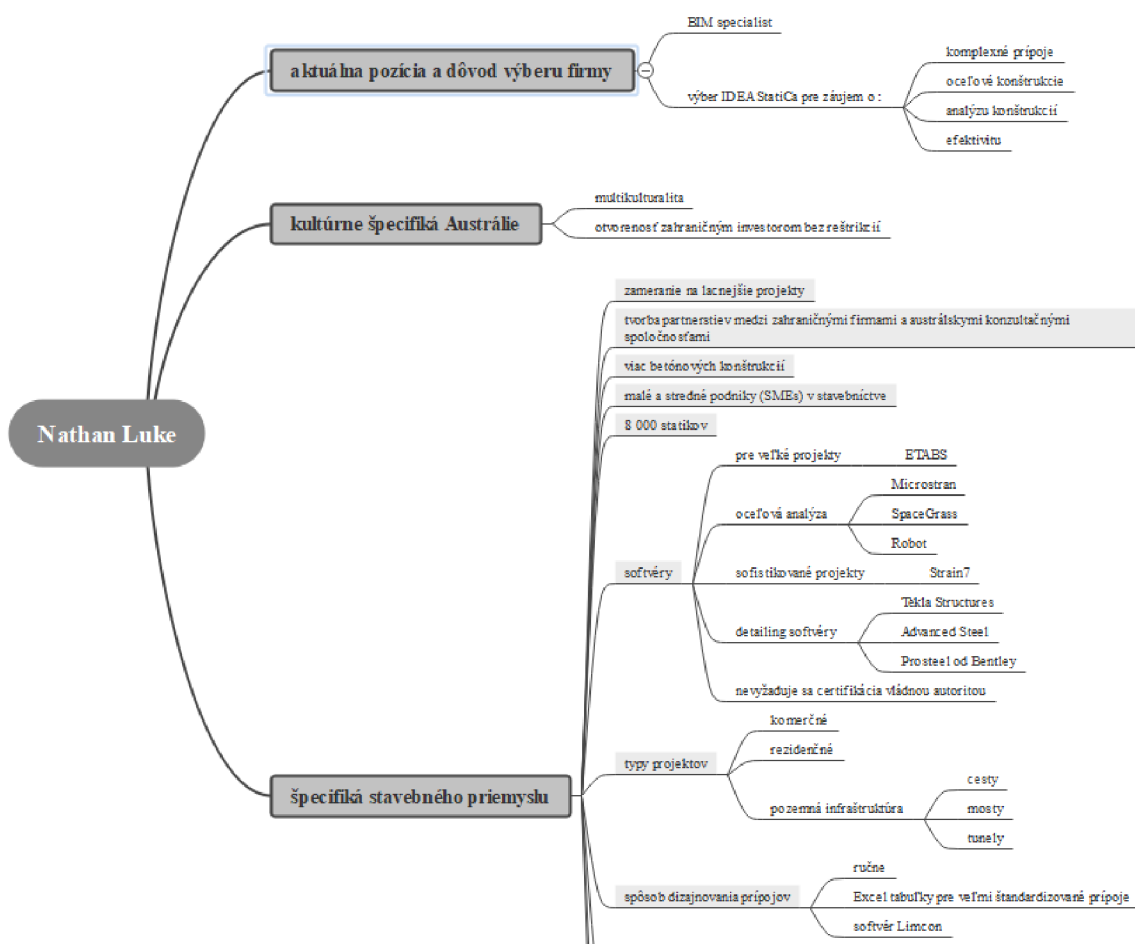 Nathan Luke
aktuálna pozícia a dôvod výberu firmy
BIM specialist
výber IDEA StatiCa pre záujem o :
komplexné prípoje
oceľové konštrukcie
analýzu konštrukcií
efektivitu
kultúrne špecifiká Austrálie
multikulturalita
otvorenosť zahraničným investorom bez reštrikcií
špecifiká stavebného priemyslu
zameranie na lacnejšie projekty
tvorba partnerstiev medzi zahraničnými firmami a austrálskymi konzultačnými
spoločnosťami
viac betónových konštrukcií
malé a stredné podniky (SMEs) v stavebníctve
8 000 statikov
softvéry
pre veľké projekty
ETABS
oceľová analýza
Microstran
SpaceGrass
Robot
sofistikované projekty
Strain7
detailing softvéry
Tekla Structures
Advanced Steel
Prosteel od Bentley
nevyžaduje sa certifikácia vládnou autoritou
typy projektov
komerčné
rezidenčné
pozemná infraštruktúra
cesty
mosty
tunely
spôsob dizajnovania prípojov
ručne
Excel tabuľky pre veľmi štandardizované prípoje
softvér Limcon